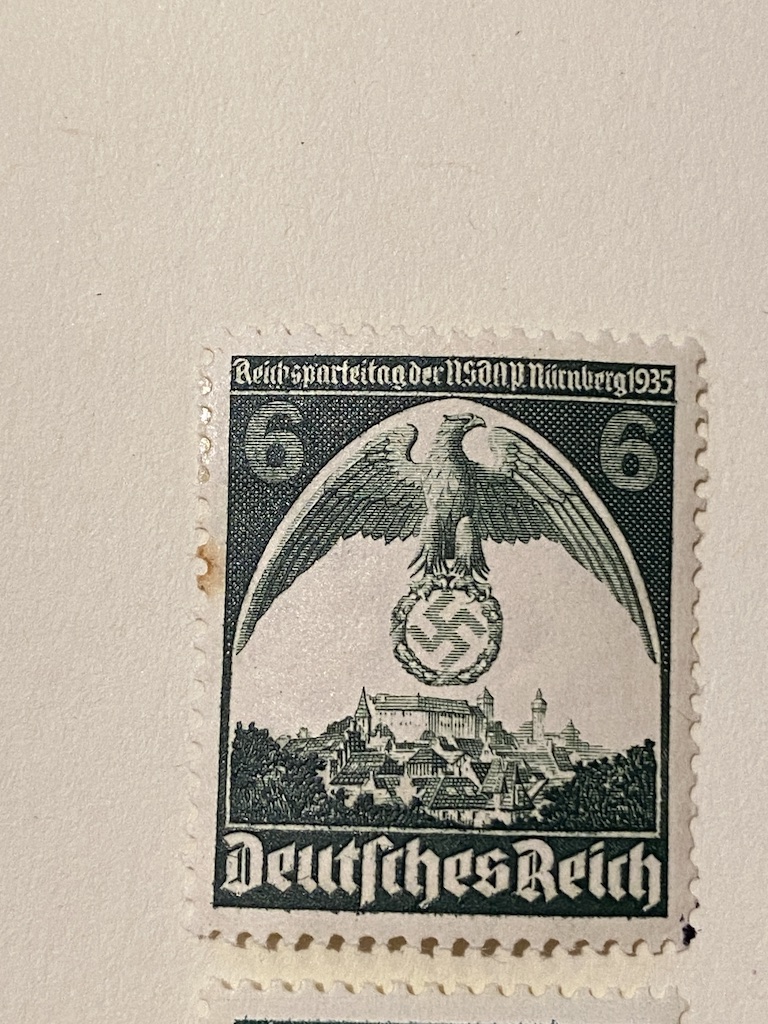 Reichsparteitag der NSDAP Nürnberg 1935
6 6
Deutsches Reich